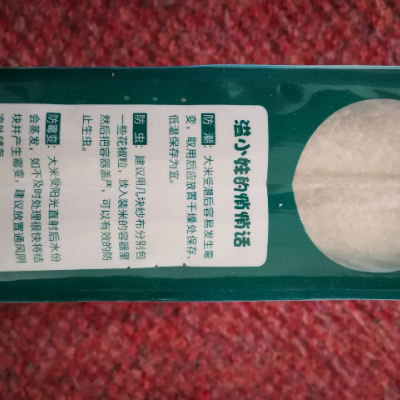 溢小妹的悄悄话
防 潮：大米受潮后容易发生霉
变，取用后应放置干燥处保存，
低温保存为宜。
防 虫：建议用几块纱布分别包
一些花椒粒，放入装米的容器里
然后把容器盖严，可以有效的防
止生虫。
防霉变：大米受阳光直射后水份
会蒸发，如不及时处理很快将结
块并产生霉变，建议放置通风阴